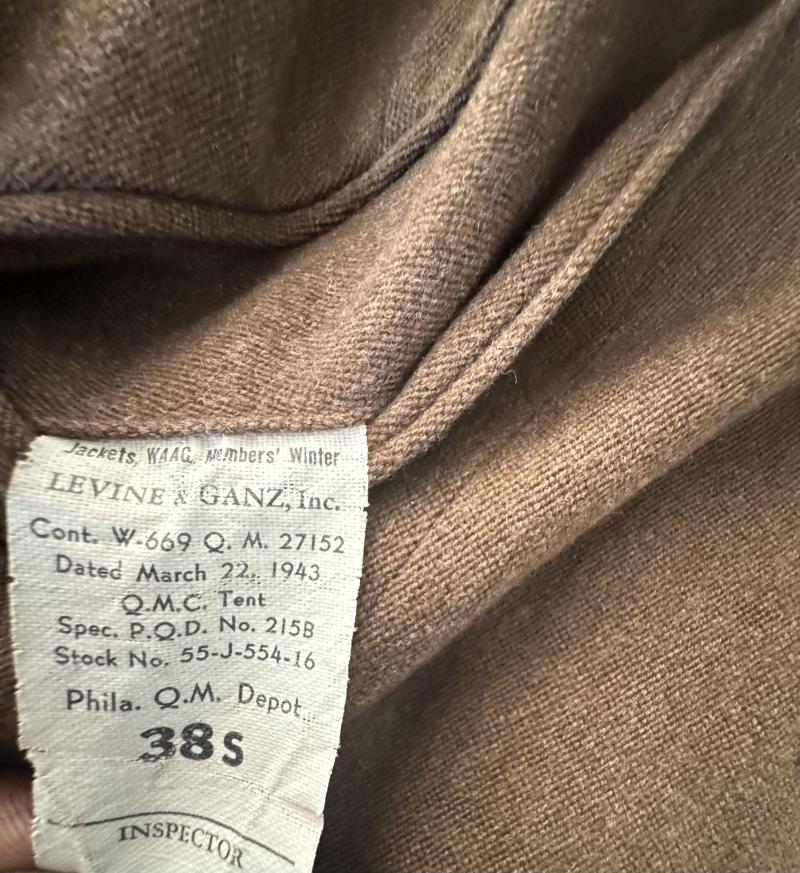 Jackets, WAAC, Members' Winter
LEVINE & GANZ, Inc.
Cont. W-669 Q. M. 27152
Dated March 22, 1943
Q.M.C. Tent
Spec. P.Q.D. No. 215B
Stock No. 55-J-554-16
Phila. Q.M. Depot
38S
INSPECTOR